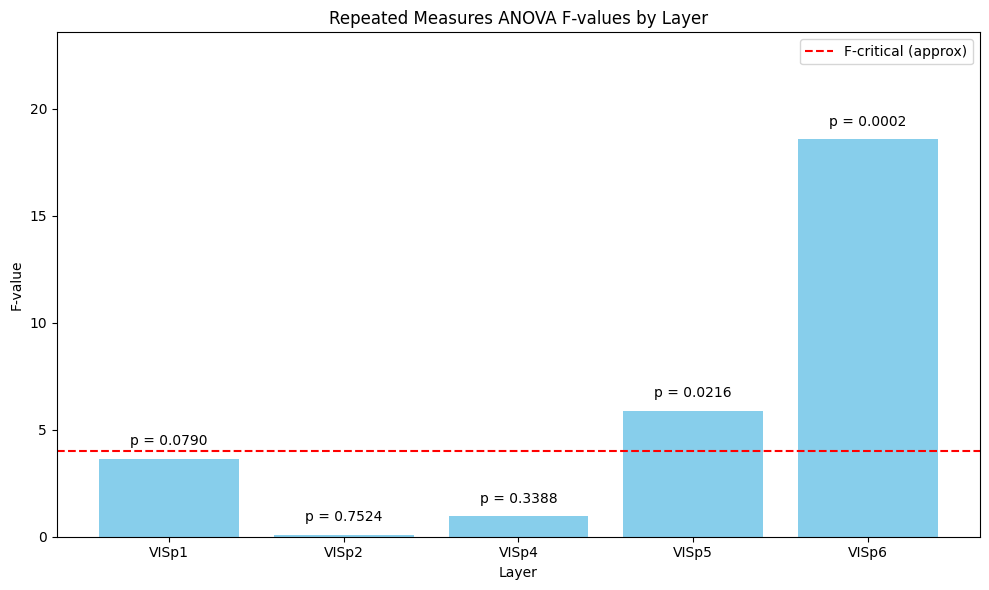 Repeated Measures ANOVA F-values by Layer
F-critical (approx)
F-value
20
15
10
5
0
p = 0.0790
p = 0.7524
p = 0.3388
p = 0.0216
p = 0.0002
VISp1
VISp2
VISp4
VISp5
VISp6
Layer